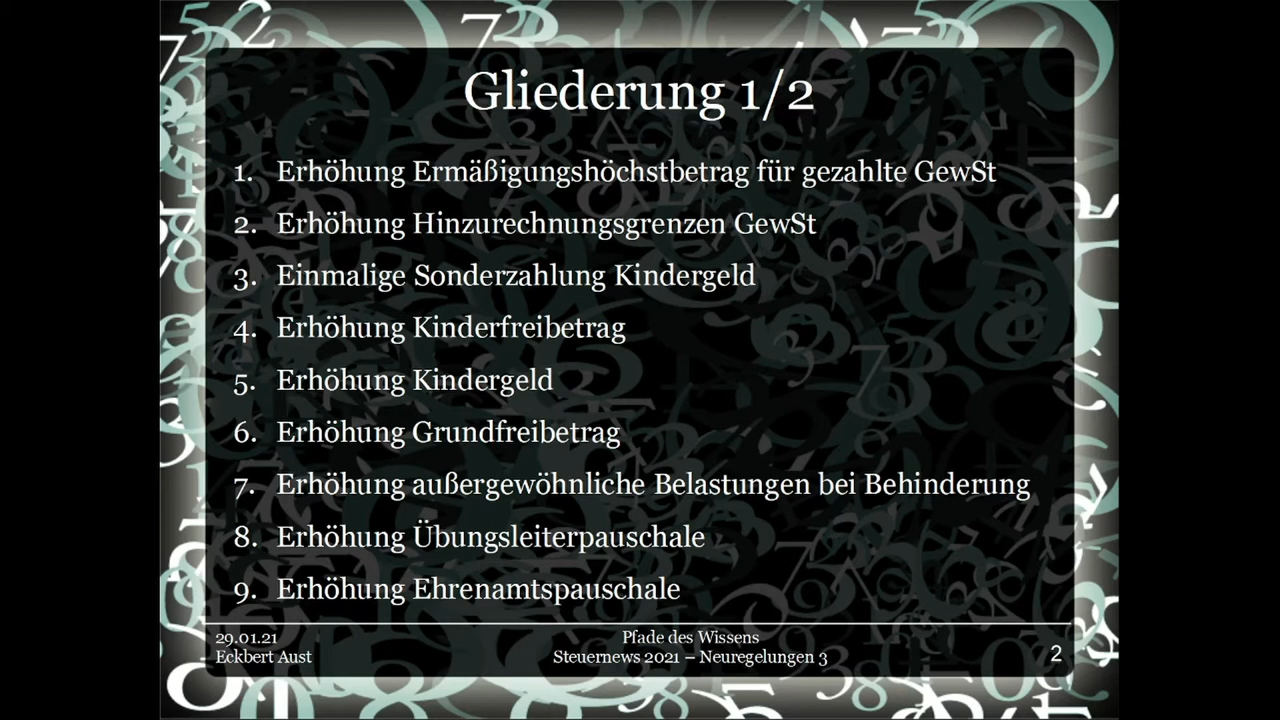 Gliederung 1/2
1. Erhöhung Ermäßigungshöchstbetrag für gezahlte GewSt
2. Erhöhung Hinzurechnungsgrenzen GewSt
3. Einmalige Sonderzahlung Kindergeld
4. Erhöhung Kinderfreibetrag
5. Erhöhung Kindergeld
6. Erhöhung Grundfreibetrag
7. Erhöhung außergewöhnliche Belastungen bei Behinderung
8. Erhöhung Übungsleiterpauschale
9. Erhöhung Ehrenamtspauschale
29.01.21
Eckbert Aust
Pfade des Wissens
Steuernews 2021 – Neuregelungen 3
2